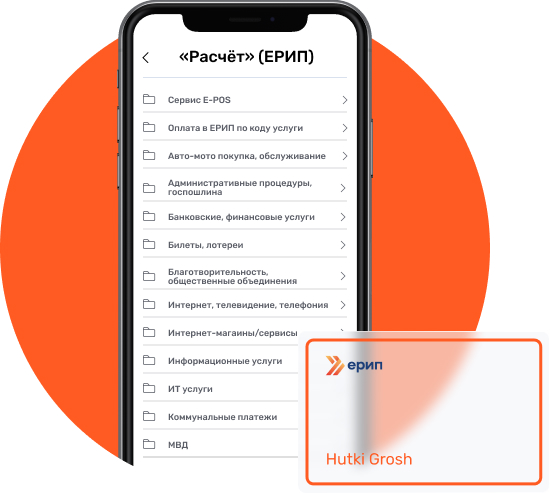 «Расчёт» (ЕРИП)
Сервис E-POS
Оплата в ЕРИП по коду услуги
Авто-мото покупка, обслуживание
Административные процедуры,
госпошлина
Банковские, финансовые услуги
Билеты, лотереи
Благотворительность,
общественные объединения
Интернет, телевидение, телефония
Интернет-магаины/сервисы
Информационные услуги
ИТ услуги
Коммунальные платежи
МВД
ерип
Hutki Grosh